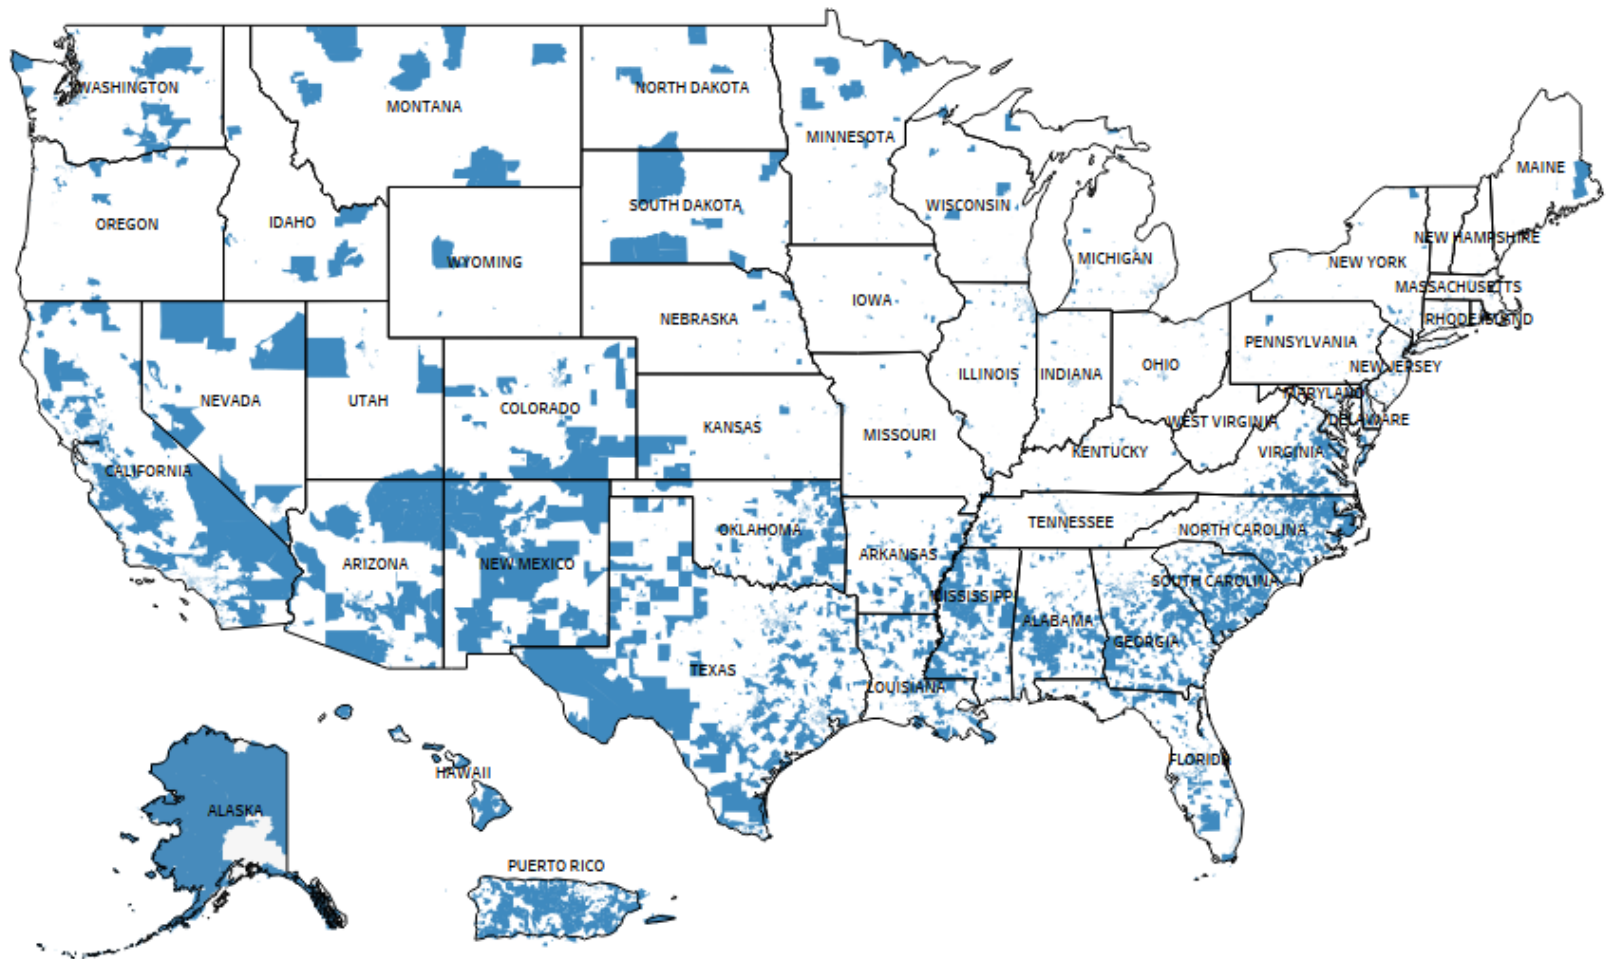 WASHINGTON
MONTANA
NORTH DAKOTA
MINNESOTA
MAINE
OREGON
IDAHO
SOUTH DAKOTA
WISCONSIN
WYOMING
MICHIGAN
NEW HAMPSHIRE
NEW YORK
MASSACHUSETTS
IOWA
NEBRASKA
RHODE ISLAND
PENNSYLVANIA
NEW JERSEY
OHIO
ILLINOIS
INDIANA
NEVADA
UTAH
COLORADO
MARYLAND
DELAWARE
KANSAS
MISSOURI
WEST VIRGINIA
KENTUCKY
VIRGINIA
CALIFORNIA
TENNESSEE
OKLAHOMA
NORTH CAROLINA
ARKANSAS
ARIZONA
NEW MEXICO
SOUTH CAROLINA
MISSISSIPPI
ALABAMA
GEORGIA
TEXAS
LOUISIANA
FLORIDA
HAWAII
ALASKA
PUERTO RICO